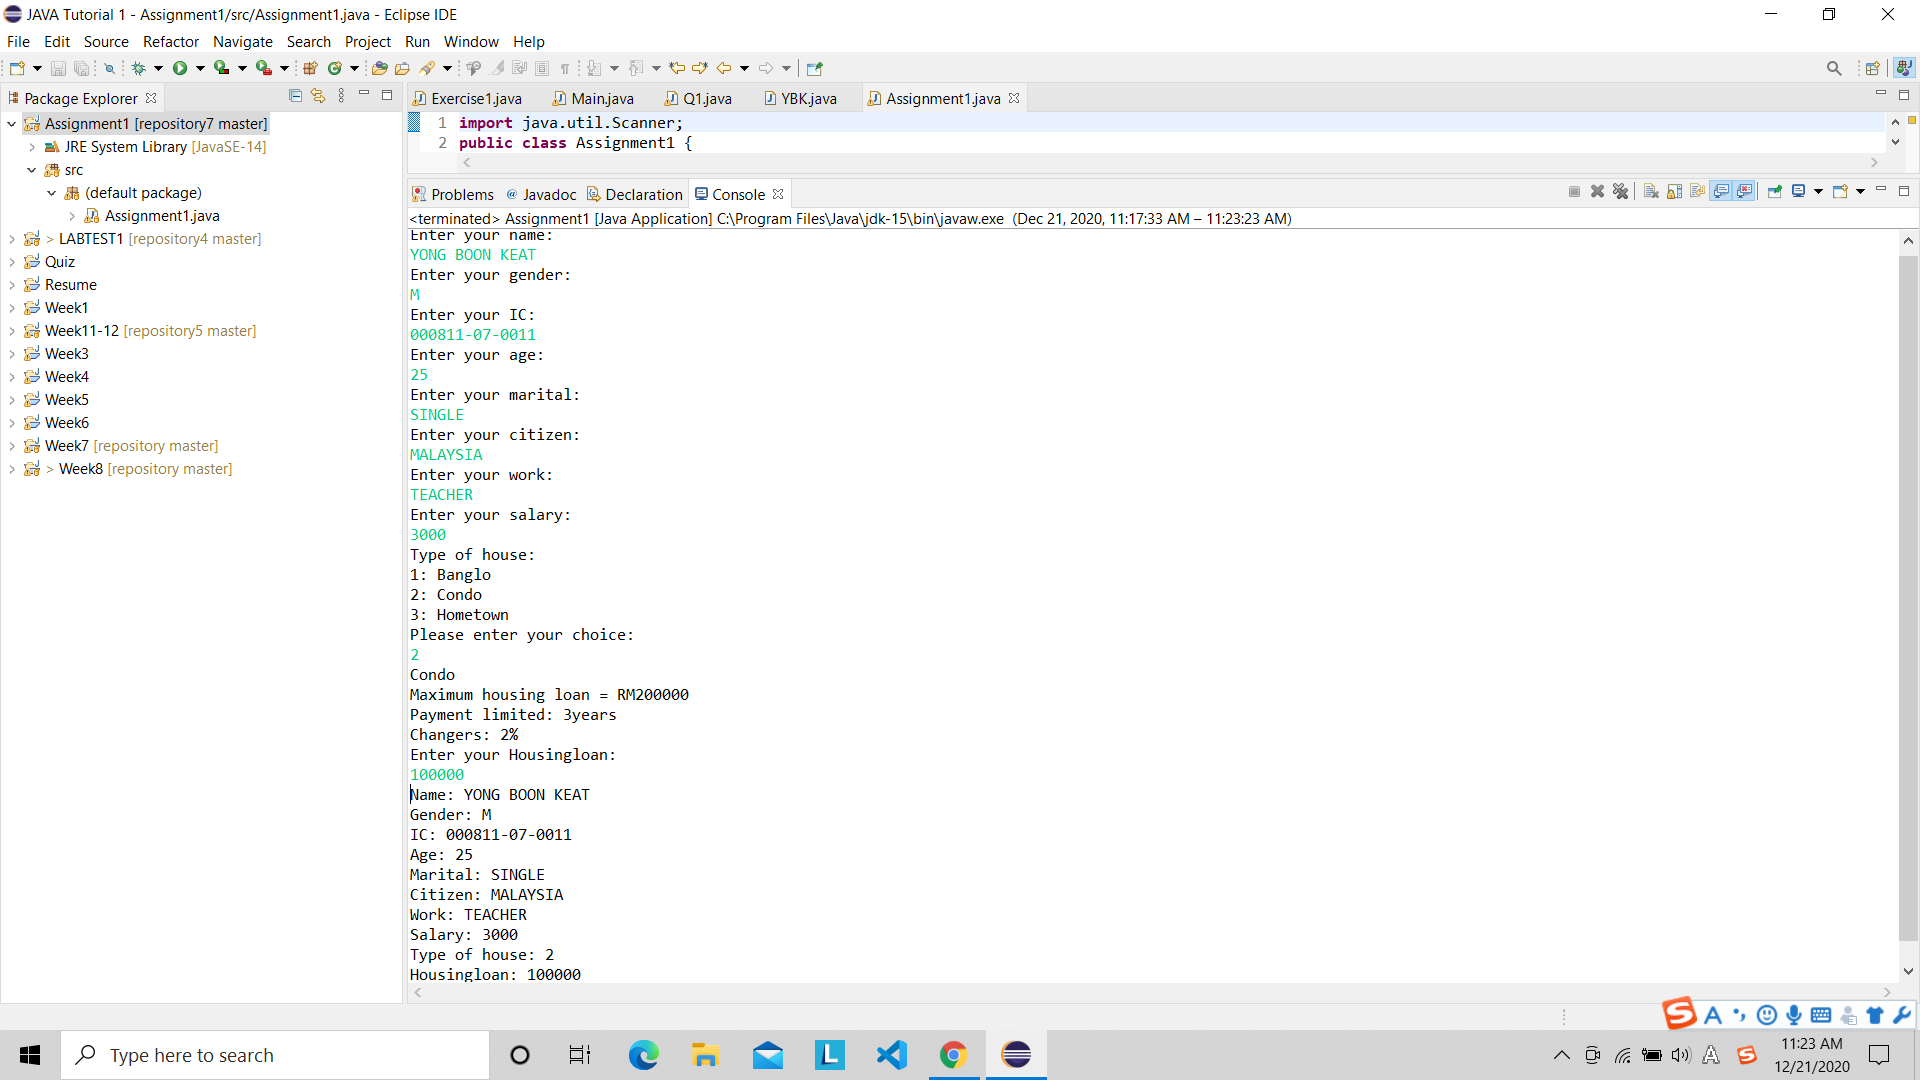 JAVA Tutorial 1 - Assignment1/src/Assignment1.java - Eclipse IDE
File Edit Source Refactor Navigate Search Project Run Window Help
Package Explorer
Assignment1 [repository7 master]
JRE System Library [JavaSE-14]
src
(default package)
Assignment1.java
> LABTEST1 [repository4 master]
Quiz
Resume
Week1
Week11-12 [repository5 master]
Week3
Week4
Week5
Week6
Week7 [repository master]
> Week8 [repository master]
Exercise1.java Main.java Q1.java YBK.java Assignment1.java
1 import java.util.Scanner;
2 public class Assignment1 {
Problems @ Javadoc Declaration Console
<terminated> Assignment1 [Java Application] C:\Program Files\Java\jdk-15\bin\javaw.exe (Dec 21, 2020, 11:17:33 AM – 11:23:23 AM)
Enter your name:
YONG BOON KEAT
Enter your gender:
M
Enter your IC:
000811-07-0011
Enter your age:
25
Enter your marital:
SINGLE
Enter your citizen:
MALAYSIA
Enter your work:
TEACHER
Enter your salary:
3000
Type of house:
1: Banglo
2: Condo
3: Hometown
Please enter your choice:
2
Condo
Maximum housing loan = RM200000
Payment limited: 3years
Changers: 2%
Enter your Housingloan:
100000
Name: YONG BOON KEAT
Gender: M
IC: 000811-07-0011
Age: 25
Marital: SINGLE
Citizen: MALAYSIA
Work: TEACHER
Salary: 3000
Type of house: 2
Housingloan: 100000
Type here to search
11:23 AM
12/21/2020